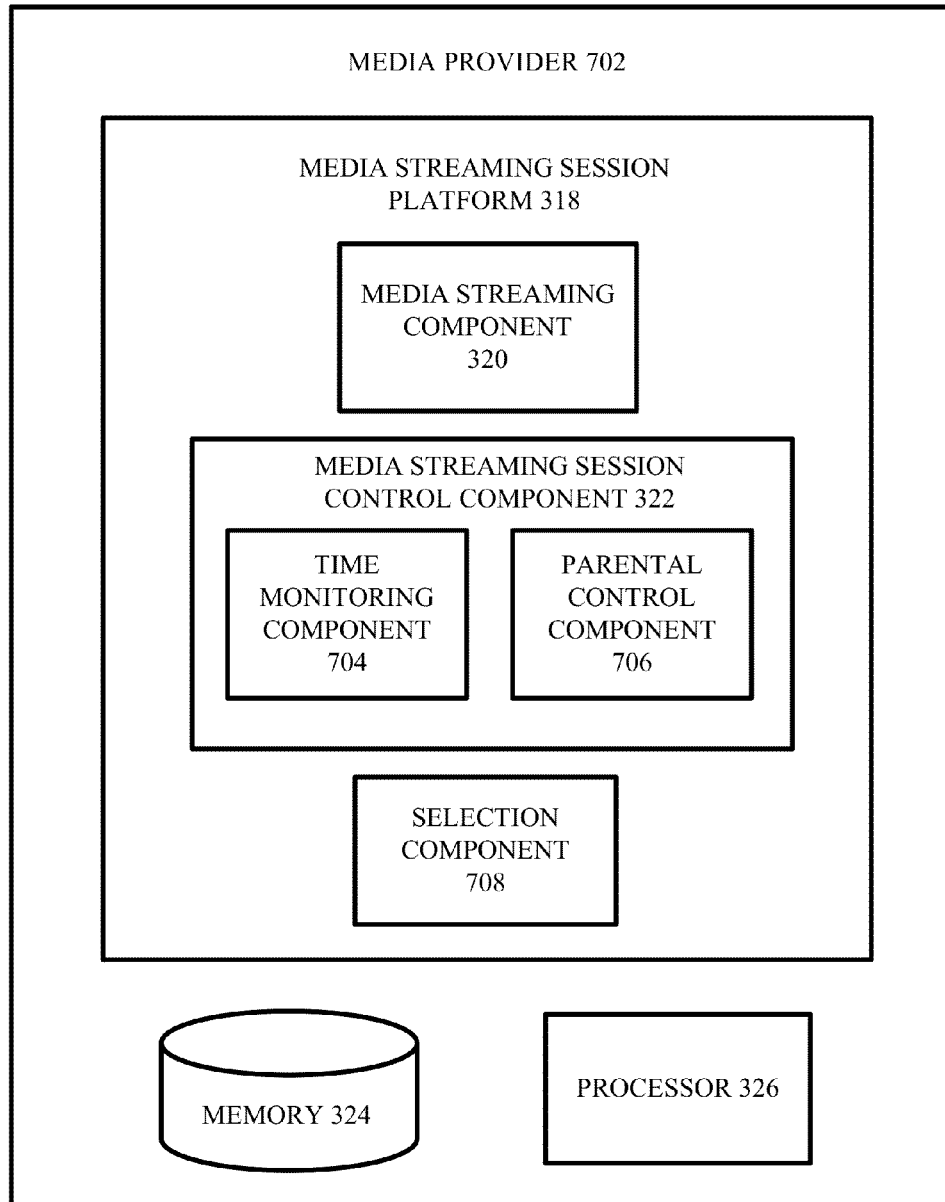 MEDIA PROVIDER 702
MEDIA STREAMING SESSION
PLATFORM 318
MEDIA STREAMING
COMPONENT
320
MEDIA STREAMING SESSION
CONTROL COMPONENT 322
TIME
MONITORING
COMPONENT
704
PARENTAL
CONTROL
COMPONENT
706
SELECTION
COMPONENT
708
MEMORY 324
PROCESSOR 326